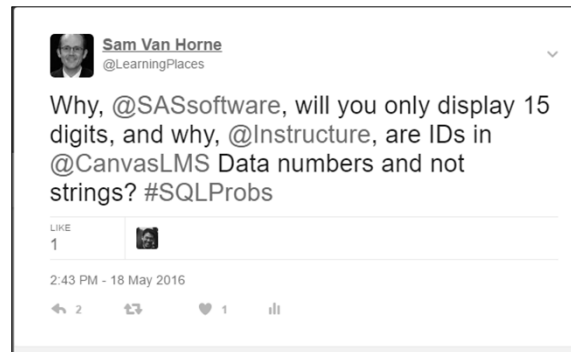 Sam Van Horne
@LearningPlaces
Why, @SASsoftware, will you only display 15
digits, and why, @Instructure, are IDs in
@CanvasLMS Data numbers and not
strings? #SQLProbs
LIKE
1
2:43 PM - 18 May 2016
2 1